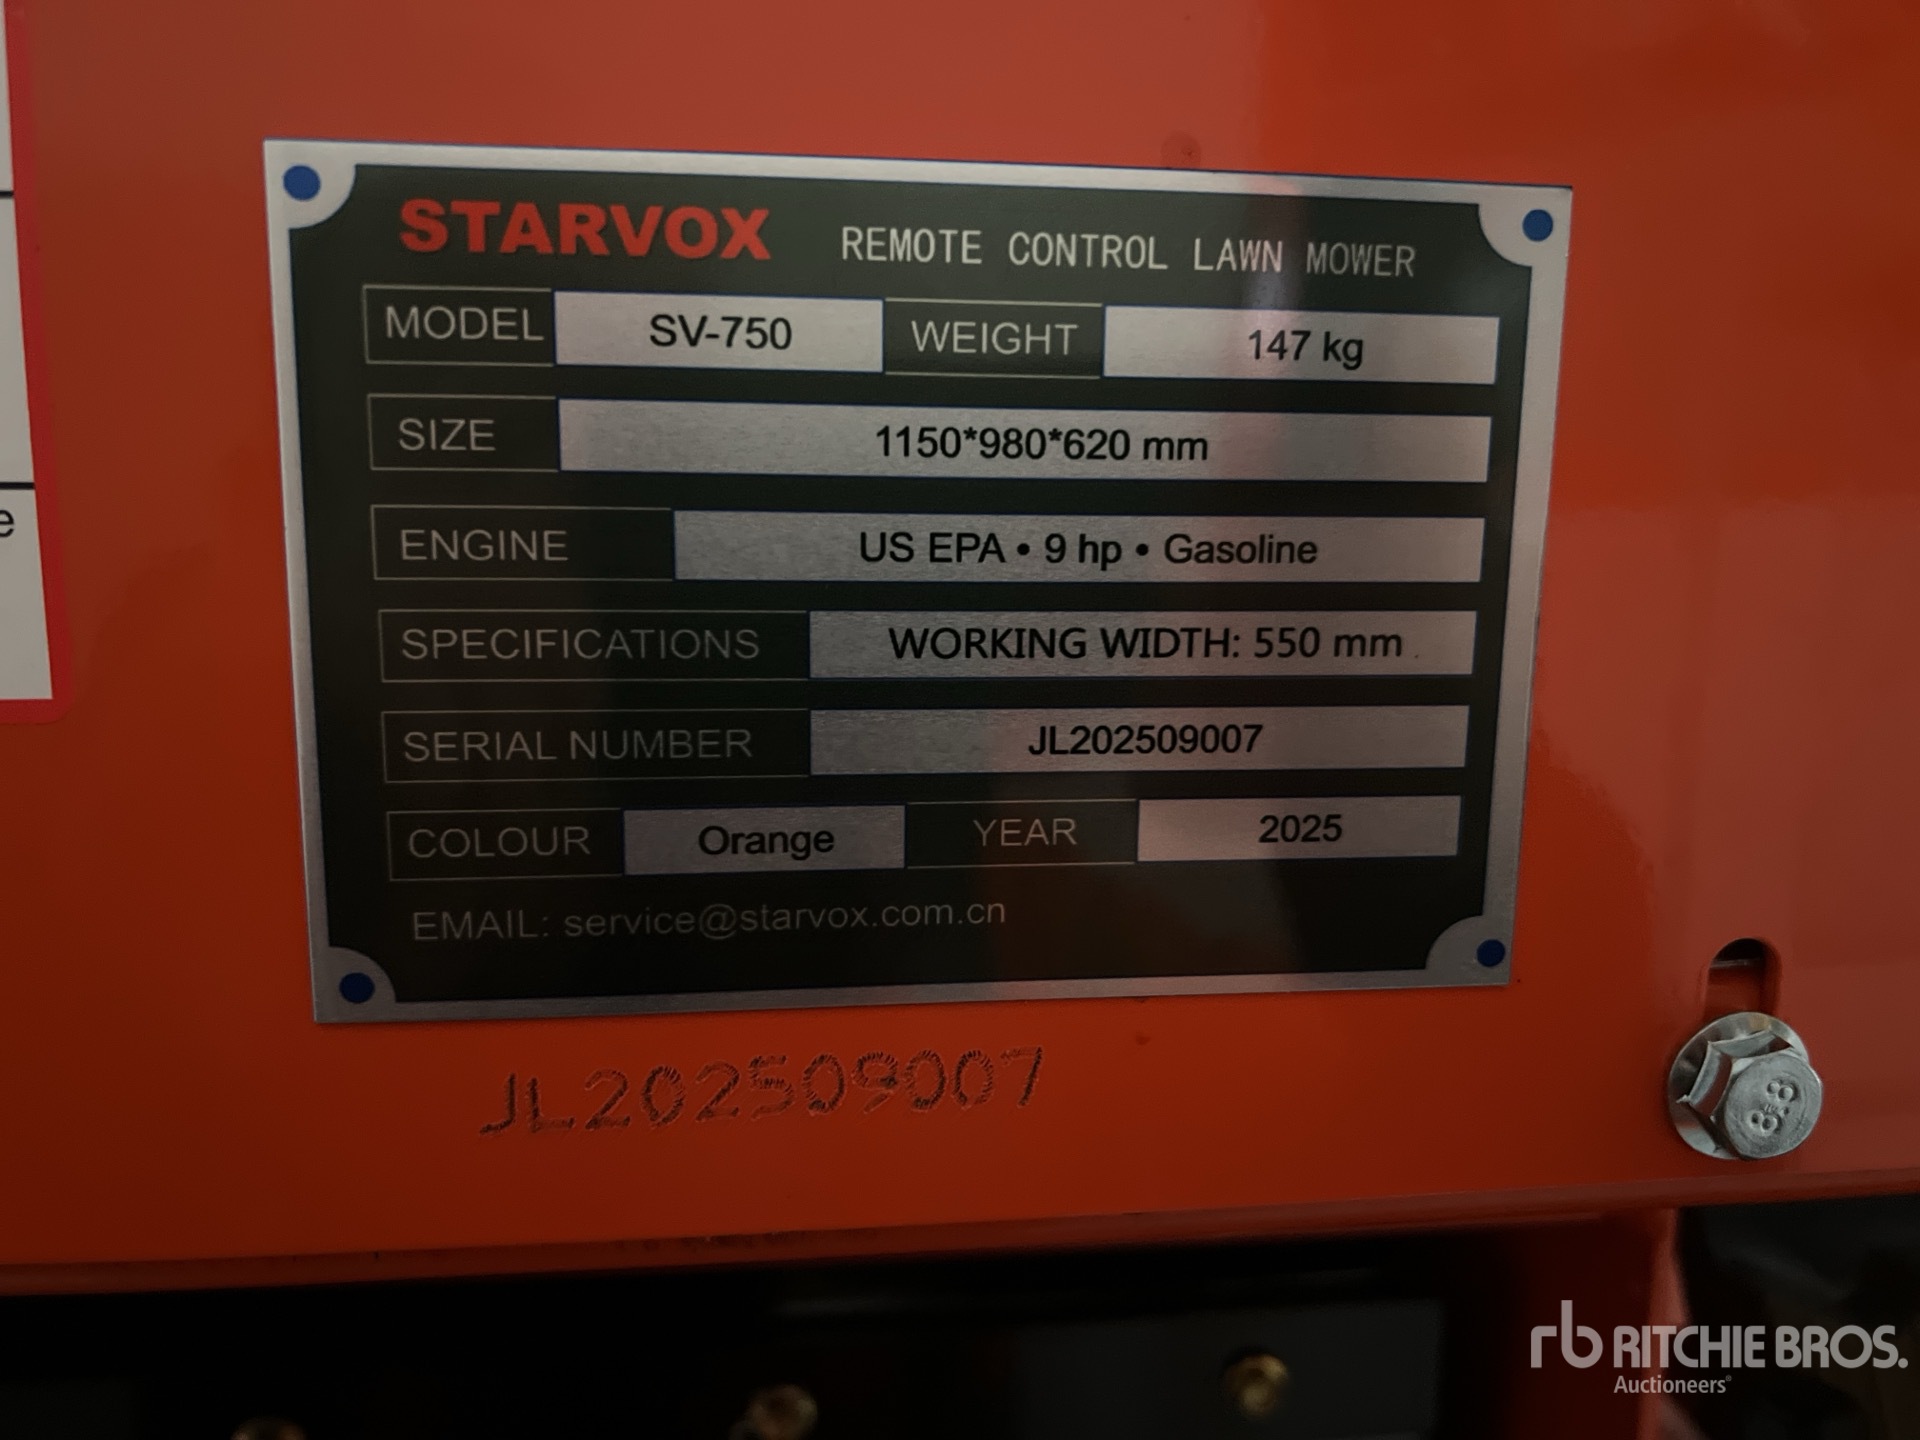 STARVOX REMOTE CONTROL LAWN MOWER
MODEL SV-750 WEIGHT 147 kg
SIZE 1150*980*620 mm
ENGINE US EPA • 9 hp • Gasoline
SPECIFICATIONS WORKING WIDTH: 550 mm
SERIAL NUMBER JL202509007
COLOUR Orange YEAR 2025
EMAIL: service@starvox.com.cn
JL202509007
8.8
e
rb RITCHIE BROS.
Auctioneers®